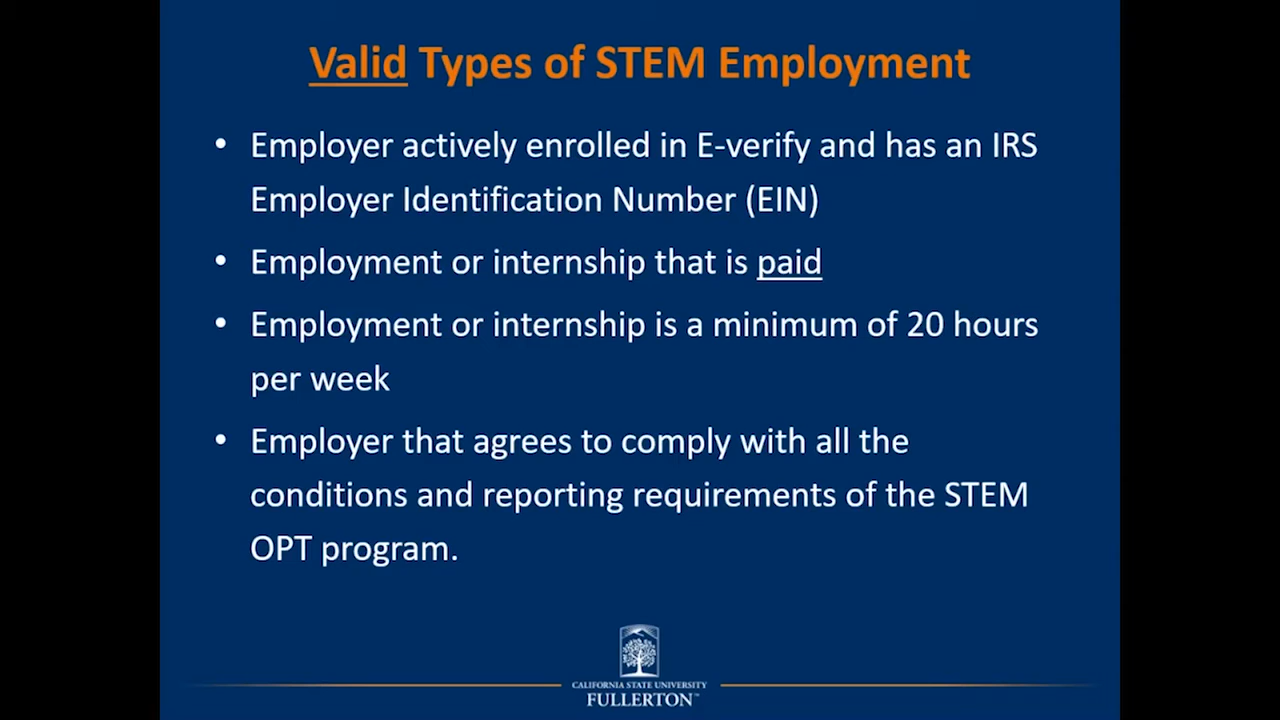 Valid Types of STEM Employment
• Employer actively enrolled in E-verify and has an IRS
Employer Identification Number (EIN)
• Employment or internship that is paid
• Employment or internship is a minimum of 20 hours
per week
• Employer that agrees to comply with all the
conditions and reporting requirements of the STEM
OPT program.
CALIFORNIA STATE UNIVERSITY
FULLERTON™